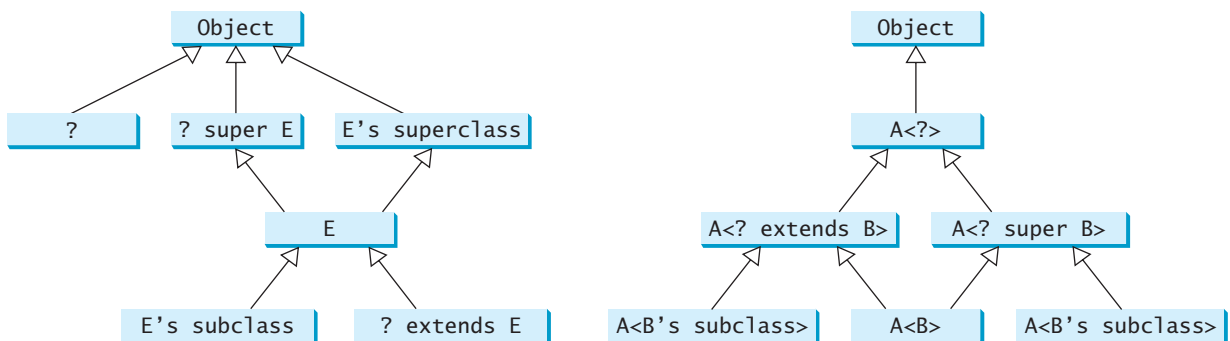 Object
Object
?
? super E
E's superclass
A<?>
E
A<? extends B>
A<? super B>
E's subclass
? extends E
A<B's subclass>
A<B>
A<B's subclass>